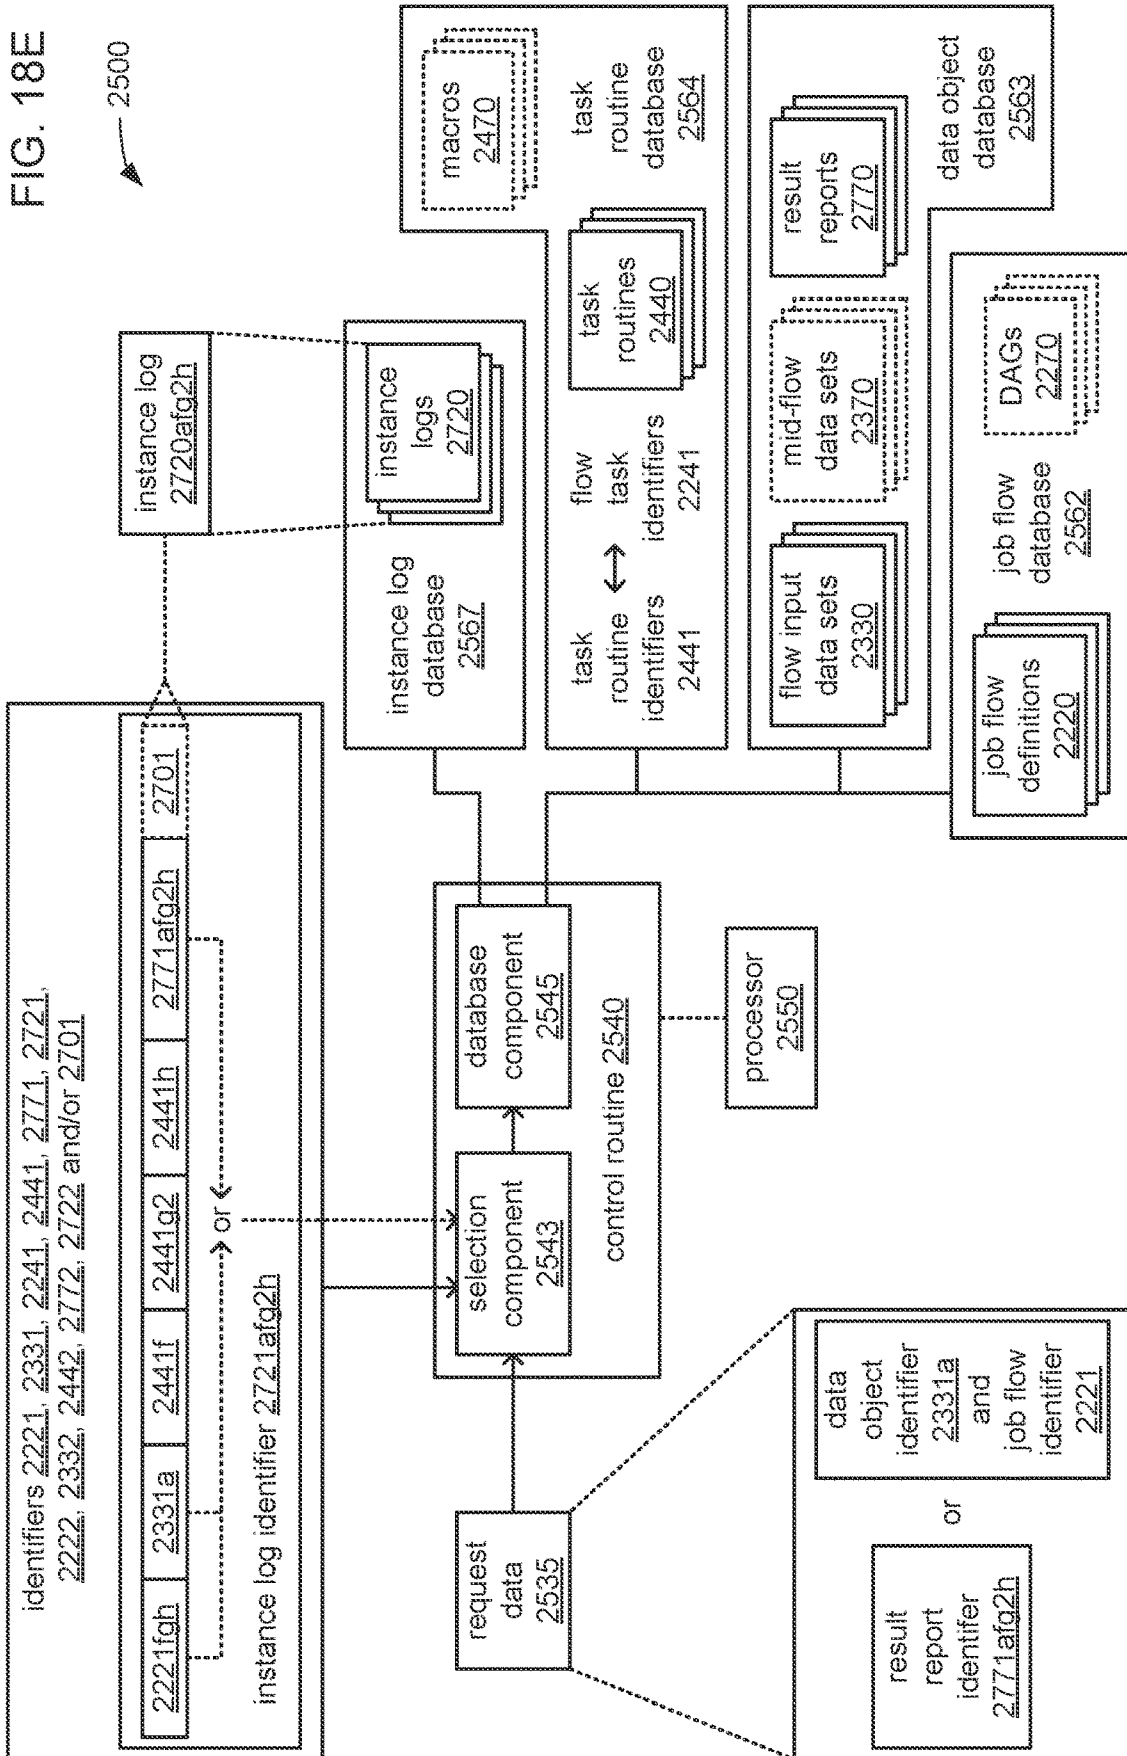 FIG. 18E
2500
identifiers 2221, 2331, 2241, 2441, 2771, 2721,
2222, 2332, 2442, 2772, 2722 and/or 2701
2221fgh
2331a
2441f
2441g2
2441h
2771afg2h
2701
or
instance log identifier 2721afg2h
instance log
2720afg2h
instance log
database
2567
instance
logs
2720
macros
2470
task
routine
database
2564
task
routines
2440
task
routine
identifiers
2441
flow
task
identifiers
2241
flow input
data sets
2330
mid-flow
data sets
2370
result
reports
2770
data object
database
2563
job flow
definitions
2220
job flow
database
2562
DAGs
2270
request
data
2535
selection
component
2543
database
component
2545
control routine 2540
processor
2550
result
report
identifer
2771afg2h
or
data
object
identifier
2331a
and
job flow
identifier
2221